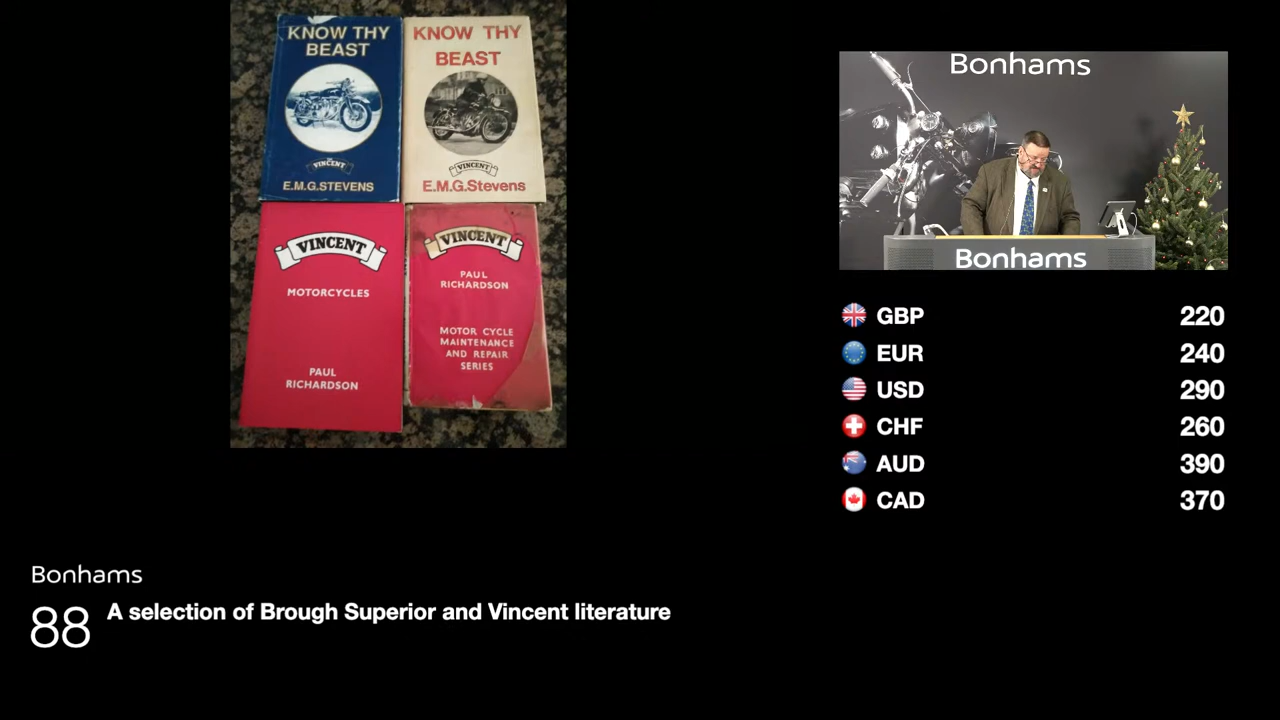 KNOW THY
BEAST
VINCENT
E.M.G.STEVENS
KNOW THY
BEAST
VINCENT
E.M.G.Stevens
VINCENT
MOTORCYCLES
PAUL
RICHARDSON
VINCENT
PAUL
RICHARDSON
MOTOR CYCLE
MAINTENANCE
AND REPAIR
SERIES
Bonhams
Bonhams
GBP 220
EUR 240
USD 290
CHF 260
AUD 390
CAD 370
Bonhams
88 A selection of Brough Superior and Vincent literature